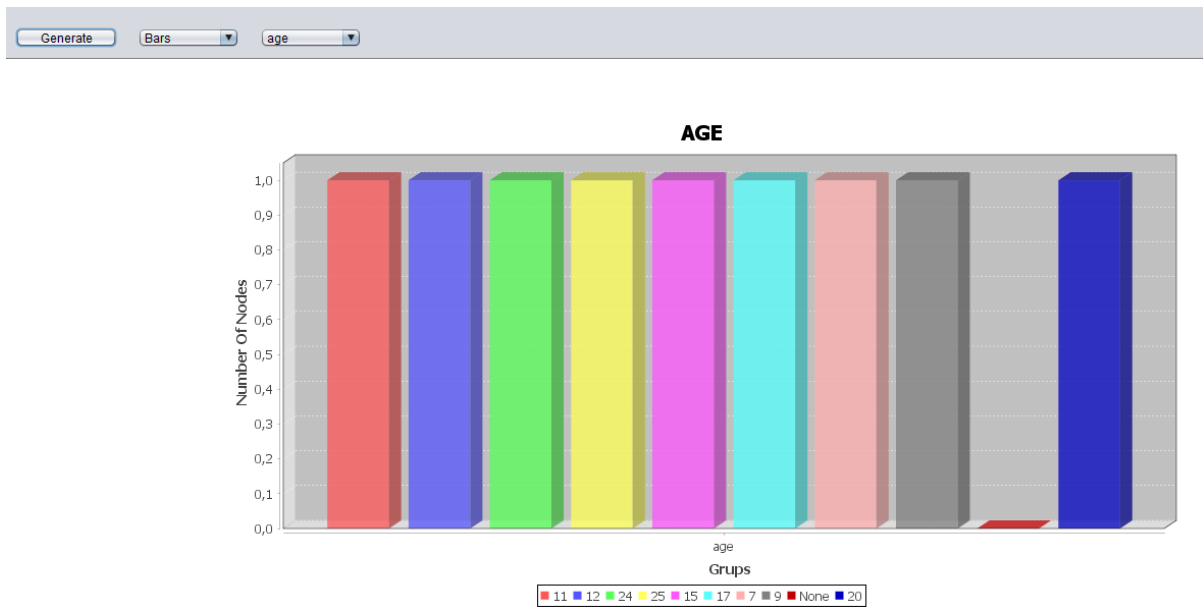 Generate Bars age
AGE
1,0
0,9
0,8
0,7
0,6
0,5
0,4
0,3
0,2
0,1
0,0
Number Of Nodes
age
Grups
11 12 24 25 15 17 7 9 None 20